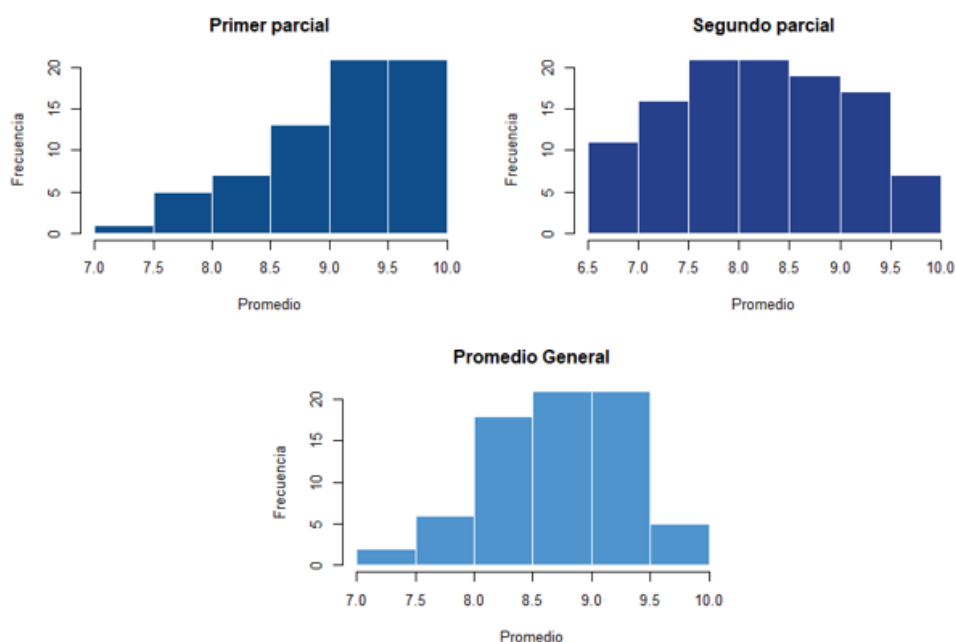 Primer parcial
Frecuencia
20
15
10
5
0
7.0 7.5 8.0 8.5 9.0 9.5 10.0
Promedio
Segundo parcial
Frecuencia
20
15
10
5
0
6.5 7.0 7.5 8.0 8.5 9.0 9.5 10.0
Promedio
Promedio General
Frecuencia
20
15
10
5
0
7.0 7.5 8.0 8.5 9.0 9.5 10.0
Promedio